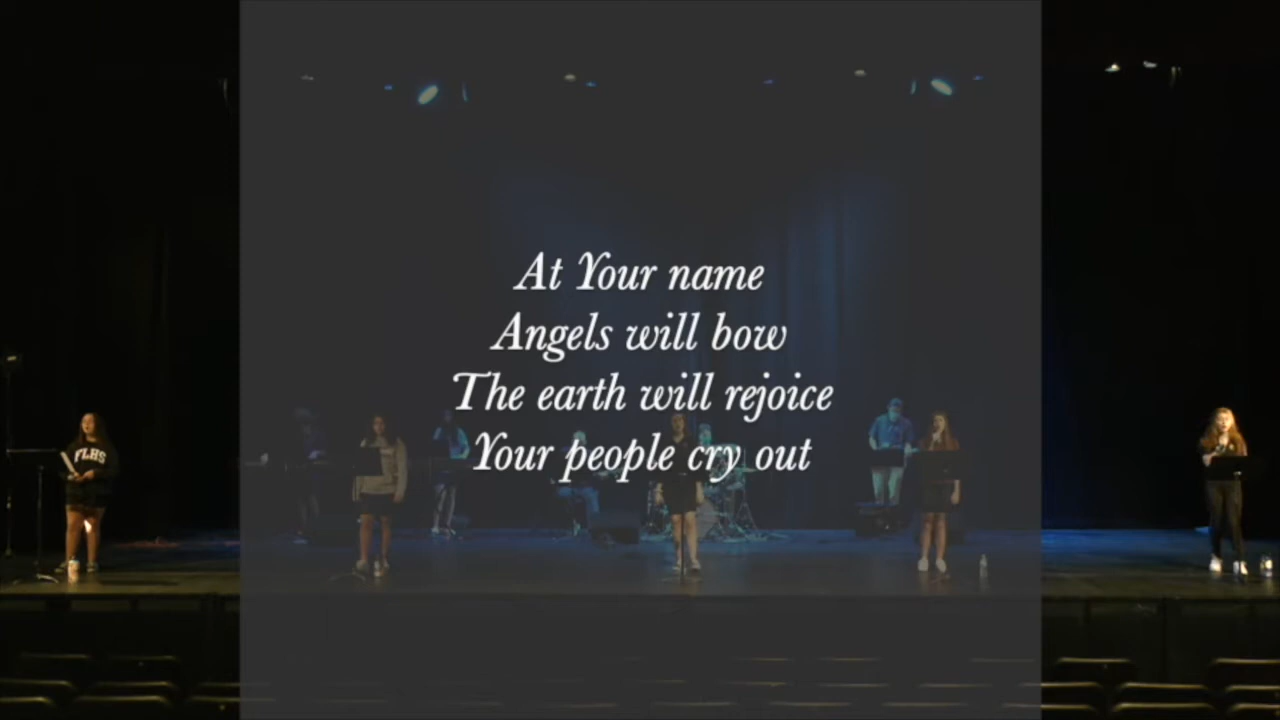 At Your name
Angels will bow
The earth will rejoice
Your people cry out
FLHS